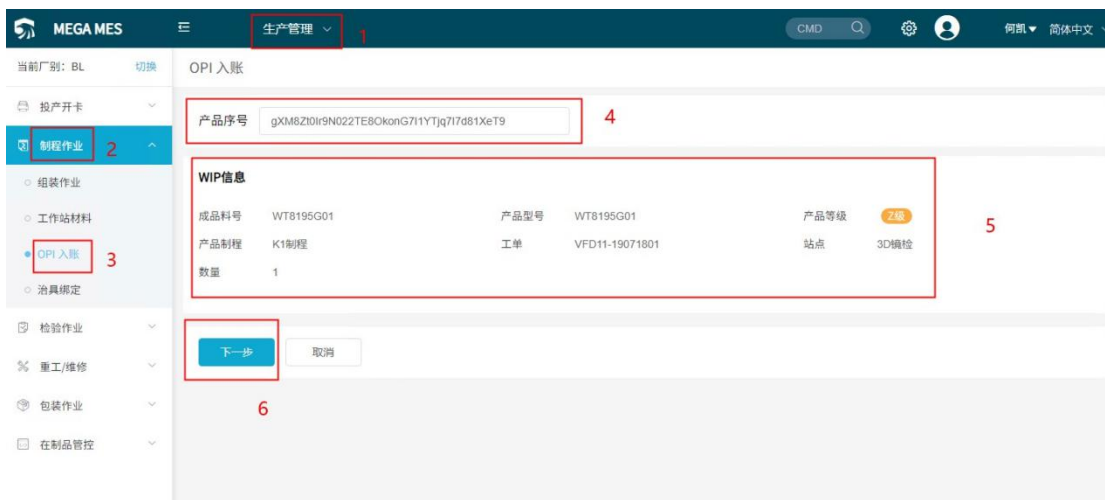 MEGA MES 生产管理 1 CMD 何凯 简体中文
当前厂别：BL 切换 OPI 入账
投产开卡
产品序号 gXM8Zt0Ir9N022TE8OkonG7I1YTjq7I7d81XeT9 4
制程作业 2
组装作业
工作站材料
OPI 入账 3
治具绑定
检验作业
重工/维修
包装作业
在制品管控
WIP信息
成品料号 WT8195G01 产品型号 WT8195G01 产品等级 Z级
产品制程 K1制程 工单 VFD11-19071801 站点 3D镜检
数量 1
5
下一步 取消
6